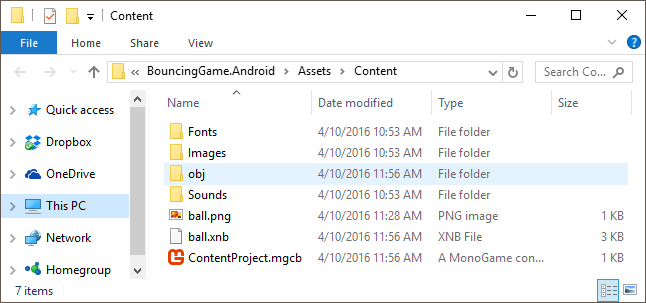 Content
File Home Share View
« BouncingGame.Android › Assets › Content
Search Co...
Name Date modified Type Size
Quick access
Dropbox
OneDrive
This PC
Network
Homegroup
Fonts 4/10/2016 10:53 AM File folder
Images 4/10/2016 10:53 AM File folder
obj 4/10/2016 11:56 AM File folder
Sounds 4/10/2016 10:53 AM File folder
ball.png 4/10/2016 11:28 AM PNG image 1 KB
ball.xnb 4/10/2016 11:56 AM XNB File 3 KB
ContentProject.mgcb 4/10/2016 11:56 AM A MonoGame con... 1 KB
7 items